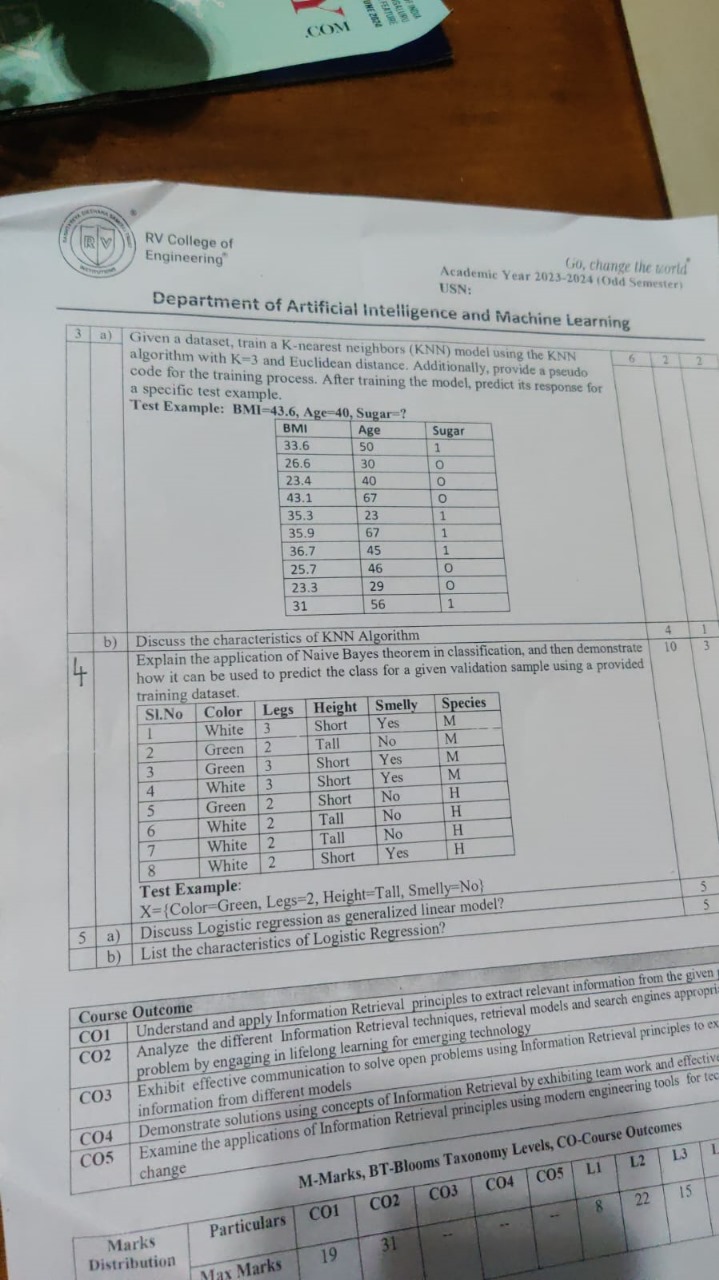 .COM
INDIA
FEATURE
JUNE 2024
RV College of
Engineering
Go, change the world
Academic Year 2023-2024 (Odd Semester)
USN:
Department of Artificial Intelligence and Machine Learning
3 a) Given a dataset, train a K-nearest neighbors (KNN) model using the KNN 6 2 2
algorithm with K=3 and Euclidean distance. Additionally, provide a pseudo
code for the training process. After training the model, predict its response for
a specific test example.
Test Example: BMI=43.6, Age=40, Sugar=?
BMI Age Sugar
33.6 50 1
26.6 30 0
23.4 40 0
43.1 67 0
35.3 23 1
35.9 67 1
36.7 45 1
25.7 46 0
23.3 29 0
31 56 1
b) Discuss the characteristics of KNN Algorithm 4 1
4 Explain the application of Naive Bayes theorem in classification, and then demonstrate 10 3
how it can be used to predict the class for a given validation sample using a provided
training dataset.
Sl.No Color Legs Height Smelly Species
1 White 3 Short Yes M
2 Green 2 Tall No M
3 Green 3 Short Yes M
4 White 3 Short Yes M
5 Green 2 Short No H
6 White 2 Tall No H
7 White 2 Tall No H
8 White 2 Short Yes H
Test Example:
X={Color=Green, Legs=2, Height=Tall, Smelly=No}
5 a) Discuss Logistic regression as generalized linear model? 5
b) List the characteristics of Logistic Regression? 5
Course Outcome
CO1 Understand and apply Information Retrieval principles to extract relevant information from the given
CO2 Analyze the different Information Retrieval techniques, retrieval models and search engines
problem by engaging in lifelong learning for emerging technology
CO3 Exhibit effective communication to solve open problems using Information Retrieval principles to
information from different models
CO4 Demonstrate solutions using concepts of Information Retrieval by exhibiting team work and
CO5 Examine the applications of Information Retrieval principles using modern engineering tools for
change
M-Marks, BT-Blooms Taxonomy Levels, CO-Course Outcomes
Marks Distribution Particulars CO1 CO2 CO3 CO4 CO5 L1 L2 L3
Max Marks 19 31 -- -- -- 8 22 15